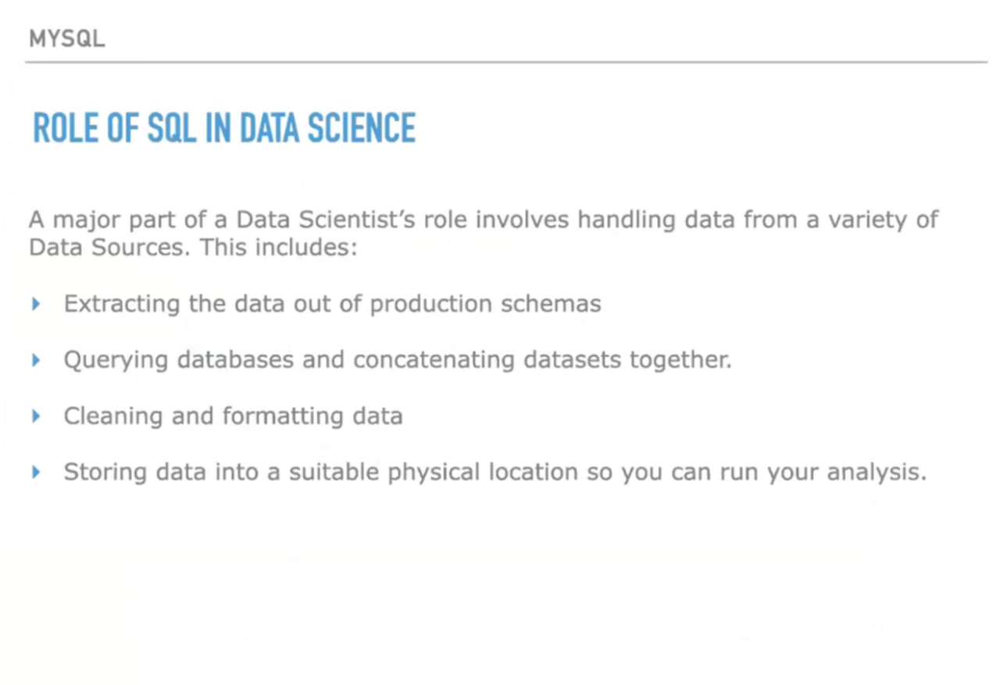 MYSQL
ROLE OF SQL IN DATA SCIENCE
A major part of a Data Scientist’s role involves handling data from a variety of
Data Sources. This includes:
Extracting the data out of production schemas
Querying databases and concatenating datasets together.
Cleaning and formatting data
Storing data into a suitable physical location so you can run your analysis.